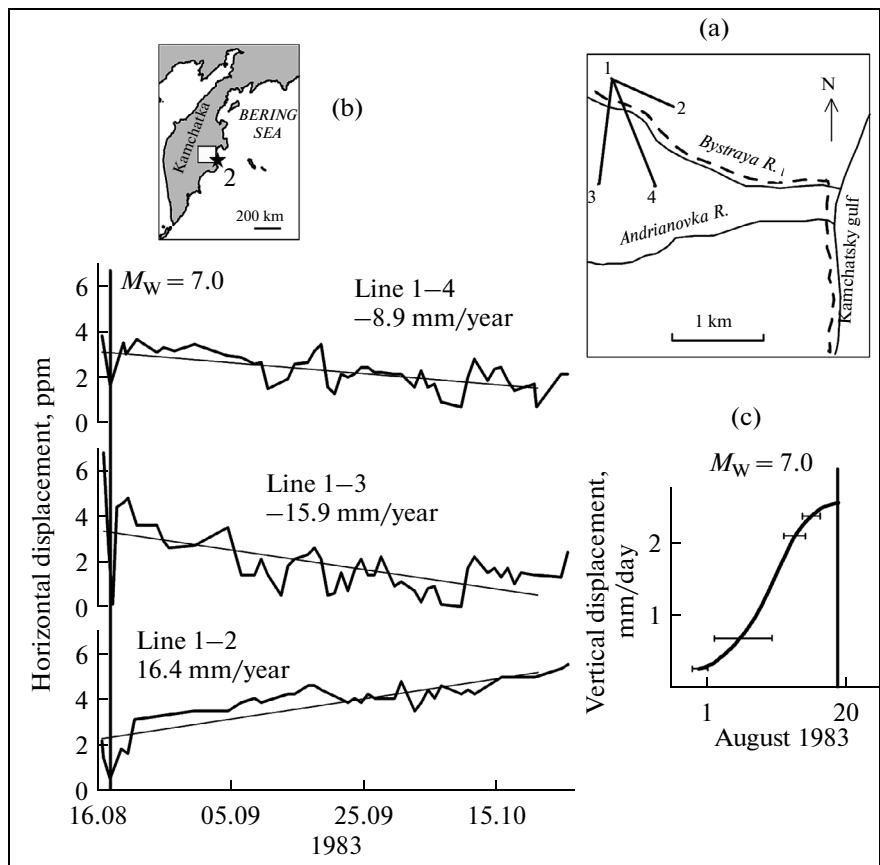 (a)
1
2
3
4
N
Bystraya R.
Andrianovka R.
Kamchatsky gulf
1 km
(b)
BERING
SEA
Kamchatka
2
200 km
Horizontal displacement, ppm
M_W = 7.0
Line 1–4
–8.9 mm/year
6
4
2
0
Line 1–3
–15.9 mm/year
6
4
2
0
Line 1–2
16.4 mm/year
6
4
2
0
16.08 05.09 25.09 15.10
1983
(c)
M_W = 7.0
Vertical displacement,
mm/day
2
1
1 20
August 1983